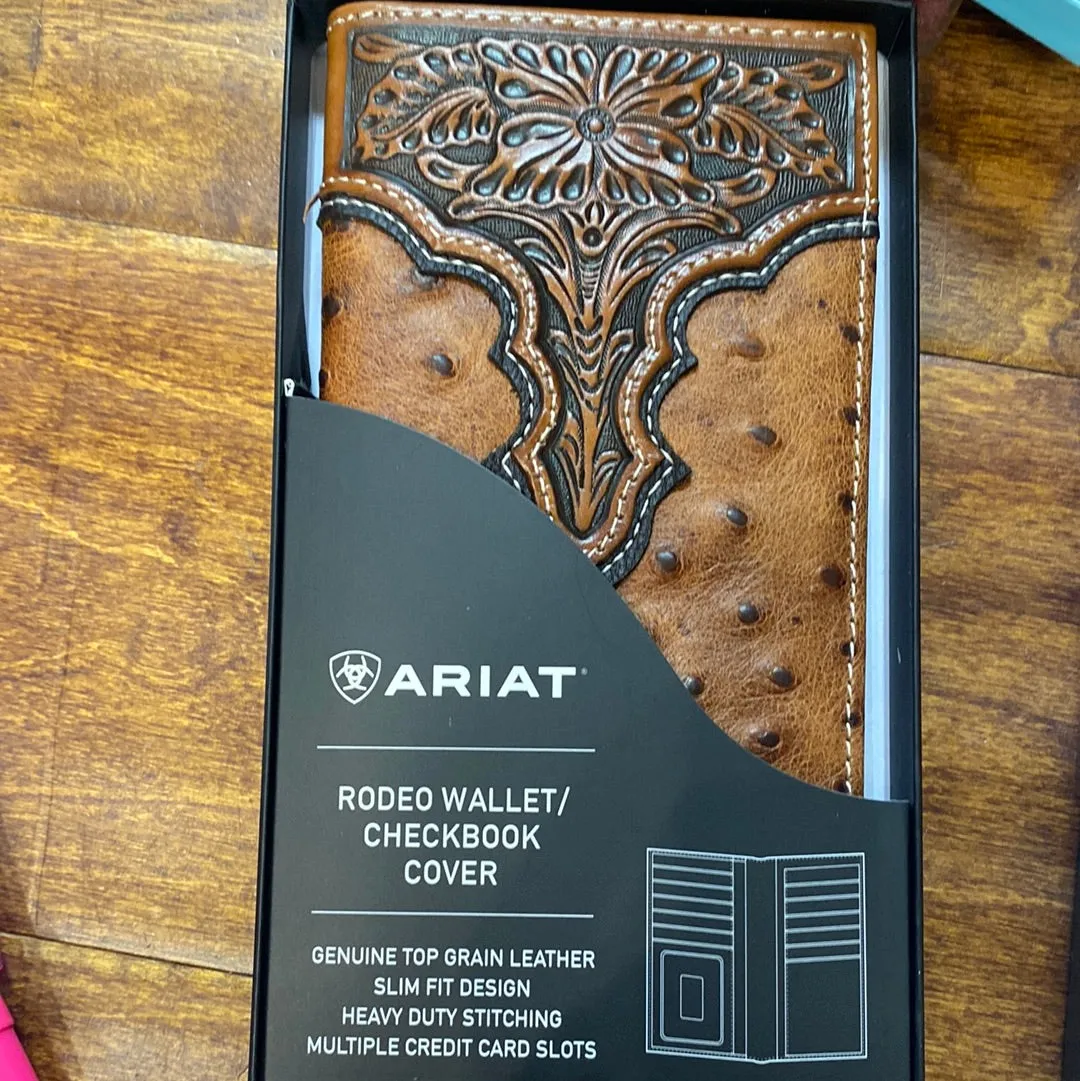 ARIAT®
RODEO WALLET/
CHECKBOOK
COVER
GENUINE TOP GRAIN LEATHER
SLIM FIT DESIGN
HEAVY DUTY STITCHING
MULTIPLE CREDIT CARD SLOTS